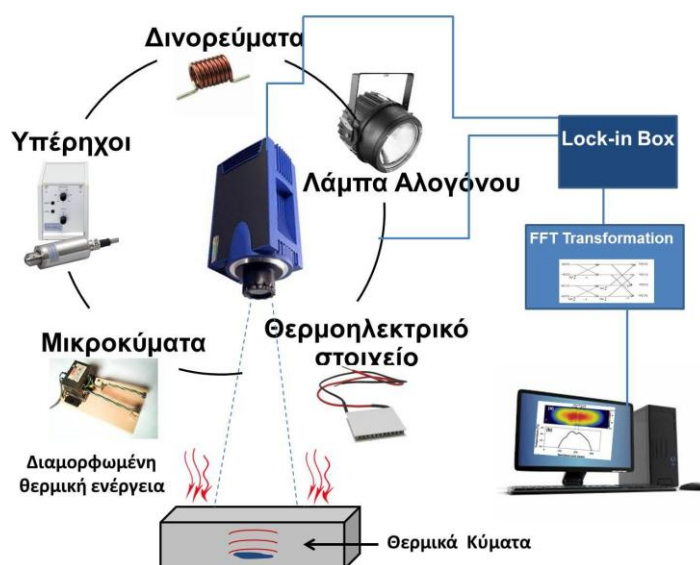 Δινορεύματα
Υπέρηχοι
Λάμπα Αλογόνου
Lock-in Box
FFT Transformation
Μικροκύματα
Θερμοηλεκτρικό
στοιχείο
Διαμορφωμένη
θερμική ενέργεια
Θερμικά Κύματα